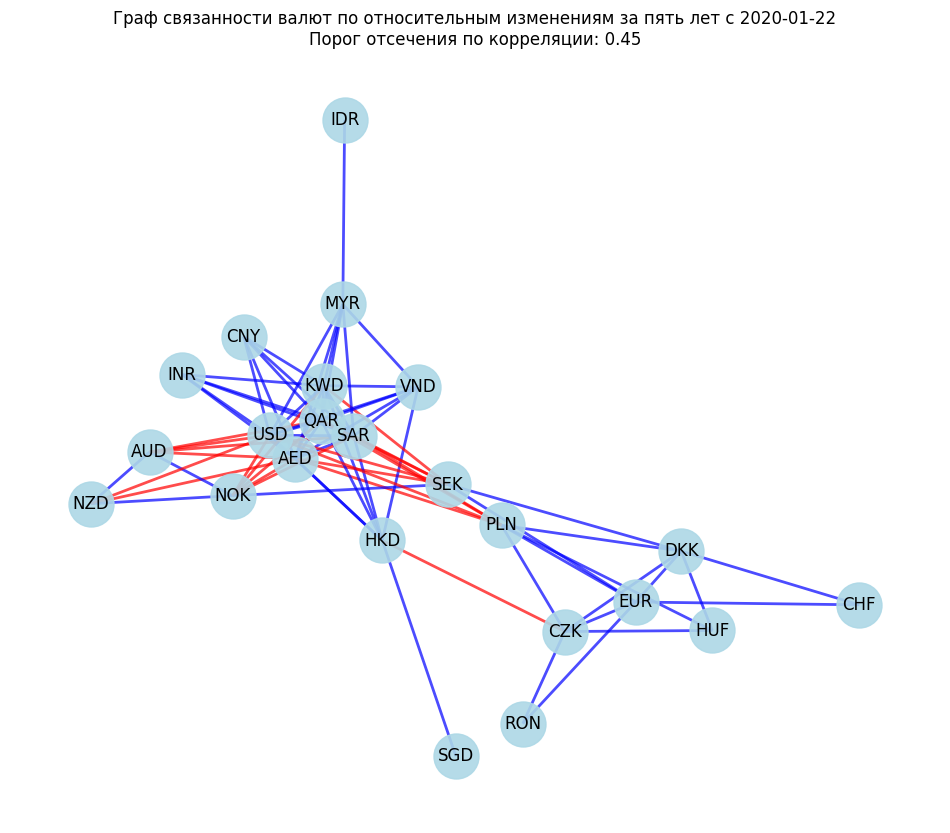 Граф связанности валют по относительным изменениям за пять лет с 2020-01-22
Порог отсечения по корреляции: 0.45
IDR
MYR
CNY
INR
KWD
VND
QAR
USD
SAR
AUD
AED
SEK
NZD
NOK
PLN
HKD
DKK
EUR
CHF
CZK
HUF
RON
SGD